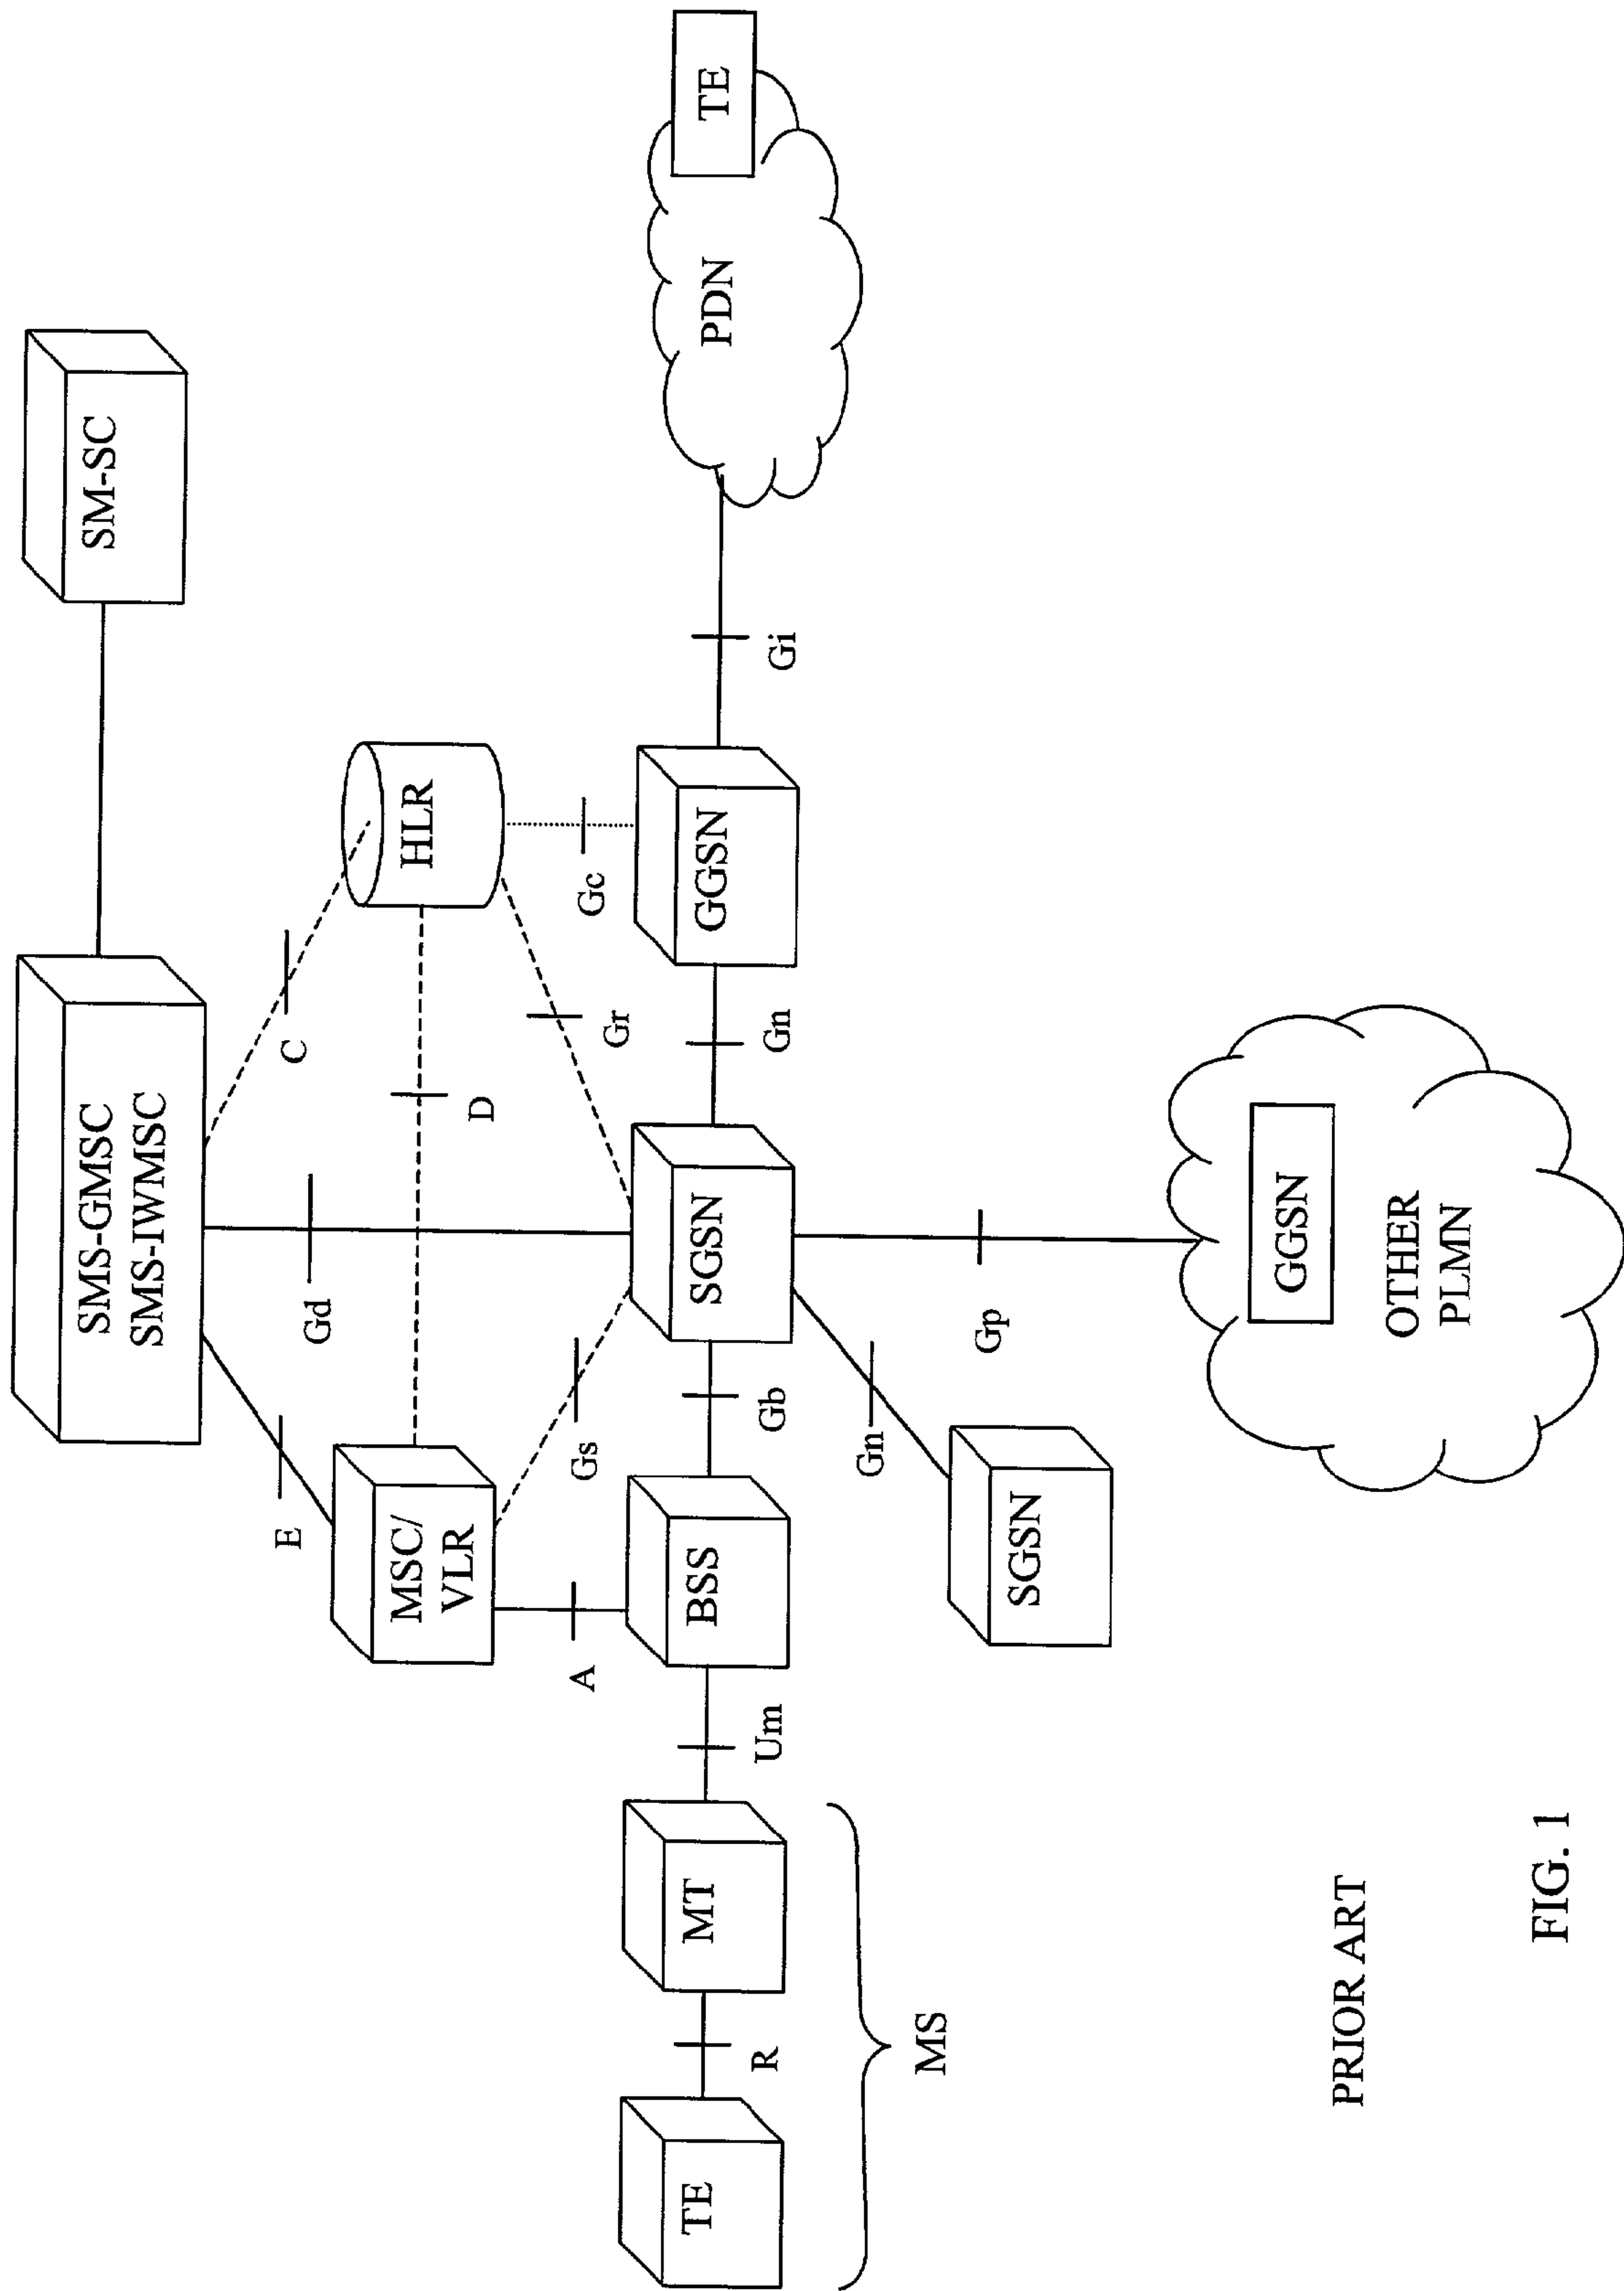 SMS-GMSC
SMS-IWMSC
SM-SC
E
Gd
C
MSC/
VLR
HLR
D
A
Gs
Gr
Gc
TE
R
MT
Um
BSS
Gb
SGSN
Gn
GGSN
Gi
PDN
TE
MS
Gn
Gp
SGSN
GGSN
OTHER
PLMN
PRIOR ART
FIG. 1